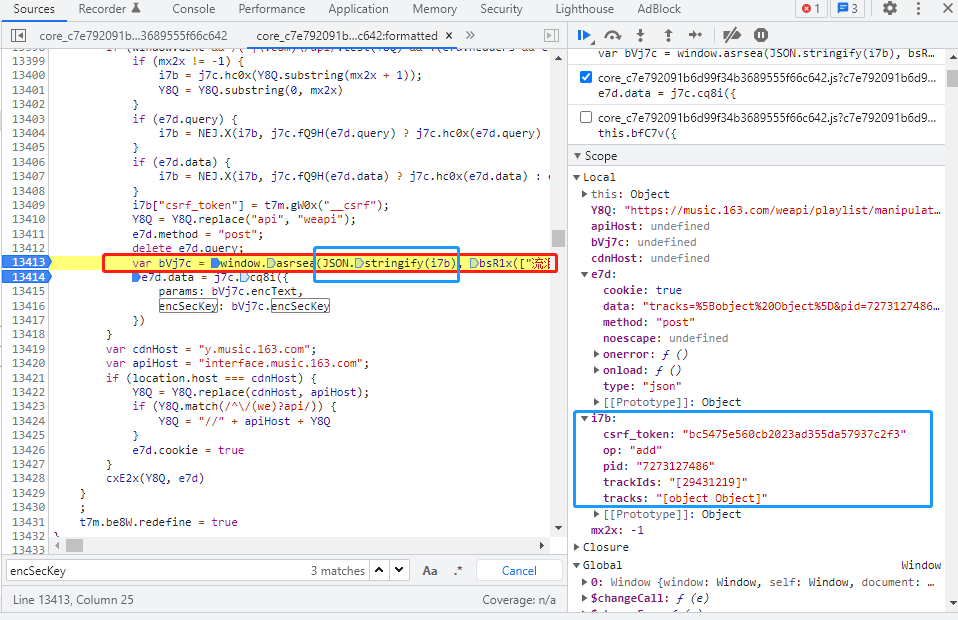 Sources Recorder Console Performance Application Memory Security Lighthouse AdBlock 1 3
core_c7e792091b…3689555f66c642 core_c7e792091b…c642:formatted × »
13399 if (mx2x != -1) {
13400 i7b = j7c.hc0x(Y8Q.substring(mx2x + 1));
13401 Y8Q = Y8Q.substring(0, mx2x)
13402 }
13403 if (e7d.query) {
13404 i7b = NEJ.X(i7b, j7c.fQ9H(e7d.query) ? j7c.hc0x(e7d.query)
13405 }
13406 if (e7d.data) {
13407 i7b = NEJ.X(i7b, j7c.fQ9H(e7d.data) ? j7c.hc0x(e7d.data) :
13408 }
13409 i7b["csrf_token"] = t7m.gW0x("__csrf");
13410 Y8Q = Y8Q.replace("api", "weapi");
13411 e7d.method = "post";
13412 delete e7d.query;
13413 var bVj7c = window.asrsea(JSON.stringify(i7b), bsR1x(["流
13414 e7d.data = j7c.cq8i({
13415 params: bVj7c.encText,
13416 encSecKey: bVj7c.encSecKey
13417 })
13418 }
13419 var cdnHost = "y.music.163.com";
13420 var apiHost = "interface.music.163.com";
13421 if (location.host === cdnHost) {
13422 Y8Q = Y8Q.replace(cdnHost, apiHost);
13423 if (Y8Q.match(/^\/(we)?api/)) {
13424 Y8Q = "//" + apiHost + Y8Q
13425 }
13426 e7d.cookie = true
13427 }
13428 cxE2x(Y8Q, e7d)
13429 }
13430 ;
13431 t7m.be8W.redefine = true
13432 }
13433
encSecKey 3 matches Aa .* Cancel
Line 13413, Column 25 Coverage: n/a
var bVj7c = window.asrsea(JSON.stringify(i7b), bsR…
core_c7e792091b6d99f34b3689555f66c642.js?c7e792091b6d9…
e7d.data = j7c.cq8i({
core_c7e792091b6d99f34b3689555f66c642.js?c7e792091b6d9…
this.bfC7v({
Scope
Local
this: Object
Y8Q: "https://music.163.com/weapi/playlist/manipulat…
apiHost: undefined
bVj7c: undefined
cdnHost: undefined
e7d:
cookie: true
data: "tracks=%5Bobject%20Object%5D&pid=7273127486…
method: "post"
noescape: undefined
onerror: ƒ ()
onload: ƒ ()
type: "json"
[[Prototype]]: Object
i7b:
csrf_token: "bc5475e560cb2023ad355da57937c2f3"
op: "add"
pid: "7273127486"
trackIds: "[29431219]"
tracks: "[object Object]"
[[Prototype]]: Object
mx2x: -1
Closure
Global Window
0: Window {window: Window, self: Window, document: …
$changeCall: ƒ (e)